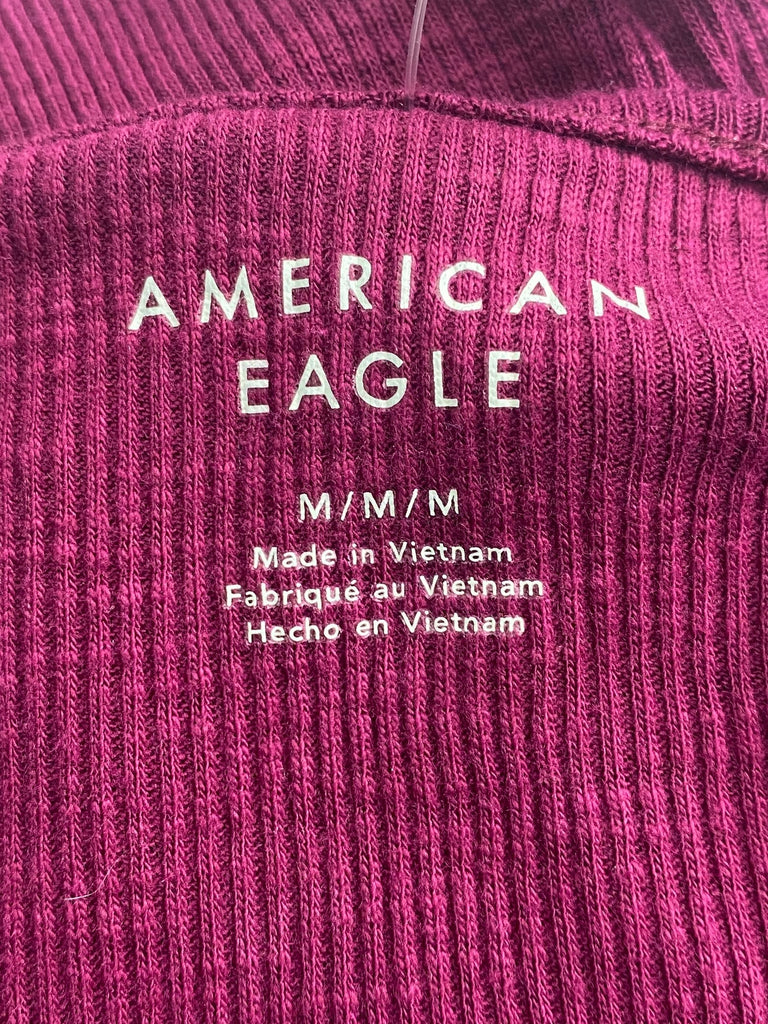 AMERICAN
EAGLE
M/M/M
Made in Vietnam
Fabriqué au Vietnam
Hecho en Vietnam